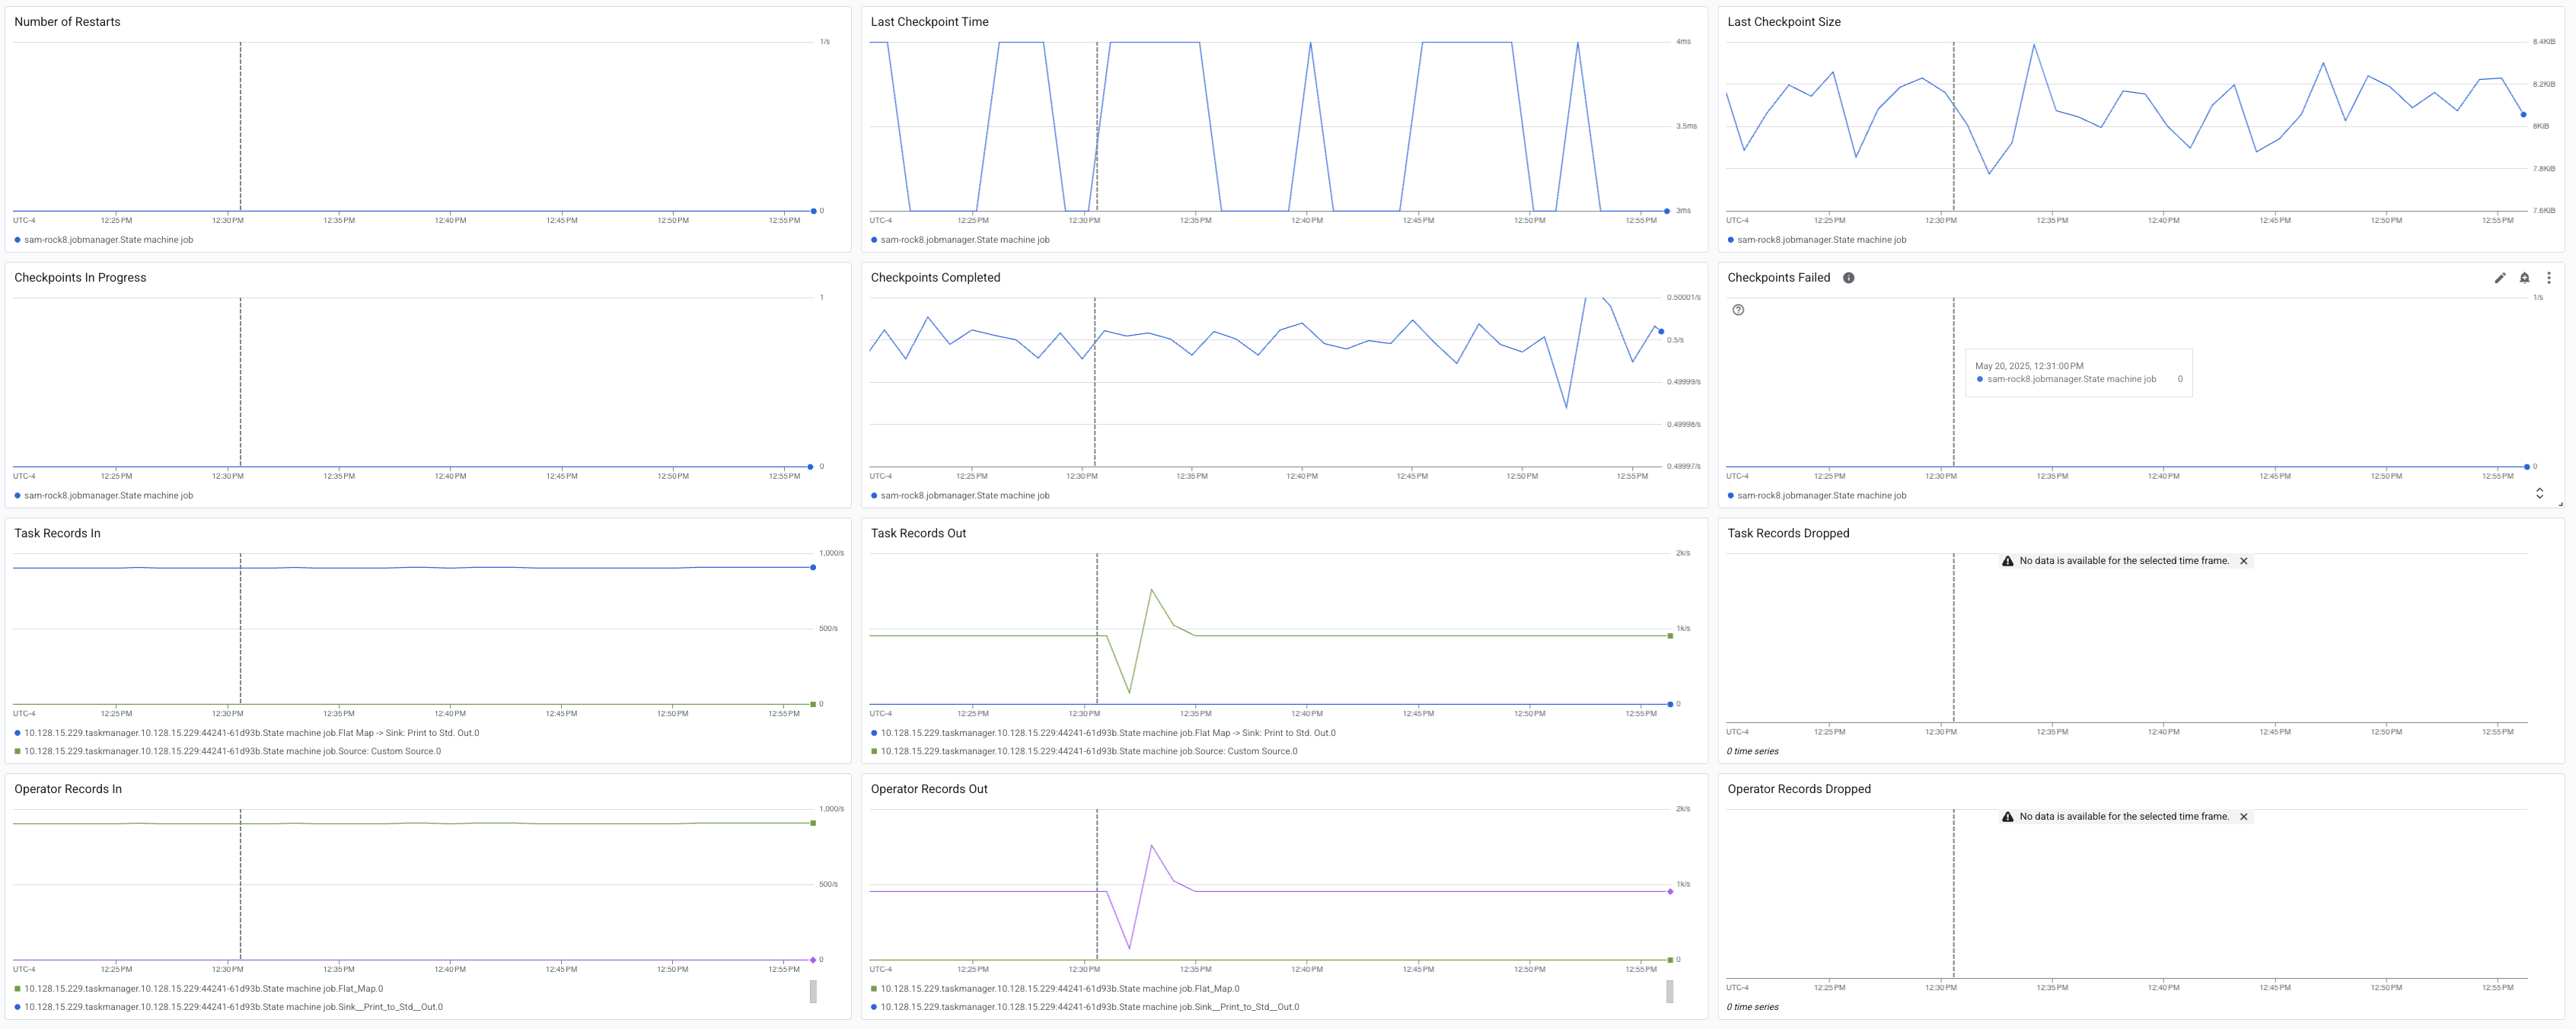 Number of Restarts
1/s
0
UTC-4 12:25 PM 12:30 PM 12:35 PM 12:40 PM 12:45 PM 12:50 PM 12:55 PM
sam-rock8.jobmanager.State machine job
Last Checkpoint Time
4ms
3.5ms
3ms
UTC-4 12:25 PM 12:30 PM 12:35 PM 12:40 PM 12:45 PM 12:50 PM 12:55 PM
sam-rock8.jobmanager.State machine job
Last Checkpoint Size
8.4KiB
8.2KiB
8KiB
7.8KiB
7.6KiB
UTC-4 12:25 PM 12:30 PM 12:35 PM 12:40 PM 12:45 PM 12:50 PM 12:55 PM
sam-rock8.jobmanager.State machine job
Checkpoints In Progress
1
0
UTC-4 12:25 PM 12:30 PM 12:35 PM 12:40 PM 12:45 PM 12:50 PM 12:55 PM
sam-rock8.jobmanager.State machine job
Checkpoints Completed
0.50001/s
0.5/s
0.49999/s
0.49998/s
0.49997/s
UTC-4 12:25 PM 12:30 PM 12:35 PM 12:40 PM 12:45 PM 12:50 PM 12:55 PM
sam-rock8.jobmanager.State machine job
Checkpoints Failed
1/s
May 20, 2025, 12:31:00 PM
sam-rock8.jobmanager.State machine job 0
0
UTC-4 12:25 PM 12:30 PM 12:35 PM 12:40 PM 12:45 PM 12:50 PM 12:55 PM
sam-rock8.jobmanager.State machine job
Task Records In
1,000/s
500/s
0
UTC-4 12:25 PM 12:30 PM 12:35 PM 12:40 PM 12:45 PM 12:50 PM 12:55 PM
10.128.15.229.taskmanager.10.128.15.229:44241-61d93b.State machine job.Flat Map -> Sink: Print to Std. Out.0
10.128.15.229.taskmanager.10.128.15.229:44241-61d93b.State machine job.Source: Custom Source.0
Task Records Out
2k/s
1k/s
0
UTC-4 12:25 PM 12:30 PM 12:35 PM 12:40 PM 12:45 PM 12:50 PM 12:55 PM
10.128.15.229.taskmanager.10.128.15.229:44241-61d93b.State machine job.Flat Map -> Sink: Print to Std. Out.0
10.128.15.229.taskmanager.10.128.15.229:44241-61d93b.State machine job.Source: Custom Source.0
Task Records Dropped
No data is available for the selected time frame.
UTC-4 12:25 PM 12:30 PM 12:35 PM 12:40 PM 12:45 PM 12:50 PM 12:55 PM
0 time series
Operator Records In
1,000/s
500/s
0
UTC-4 12:25 PM 12:30 PM 12:35 PM 12:40 PM 12:45 PM 12:50 PM 12:55 PM
10.128.15.229.taskmanager.10.128.15.229:44241-61d93b.State machine job.Flat_Map.0
10.128.15.229.taskmanager.10.128.15.229:44241-61d93b.State machine job.Sink__Print_to_Std__Out.0
Operator Records Out
2k/s
1k/s
0
UTC-4 12:25 PM 12:30 PM 12:35 PM 12:40 PM 12:45 PM 12:50 PM 12:55 PM
10.128.15.229.taskmanager.10.128.15.229:44241-61d93b.State machine job.Flat_Map.0
10.128.15.229.taskmanager.10.128.15.229:44241-61d93b.State machine job.Sink__Print_to_Std__Out.0
Operator Records Dropped
No data is available for the selected time frame.
UTC-4 12:25 PM 12:30 PM 12:35 PM 12:40 PM 12:45 PM 12:50 PM 12:55 PM
0 time series